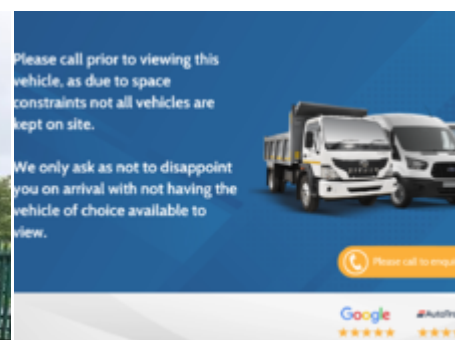 Please call prior to viewing this
vehicle, as due to space
constraints not all vehicles are
kept on site.
We only ask as not to disappoint
you on arrival with not having the
vehicle of choice available to
view.
Please call to enqui
Google